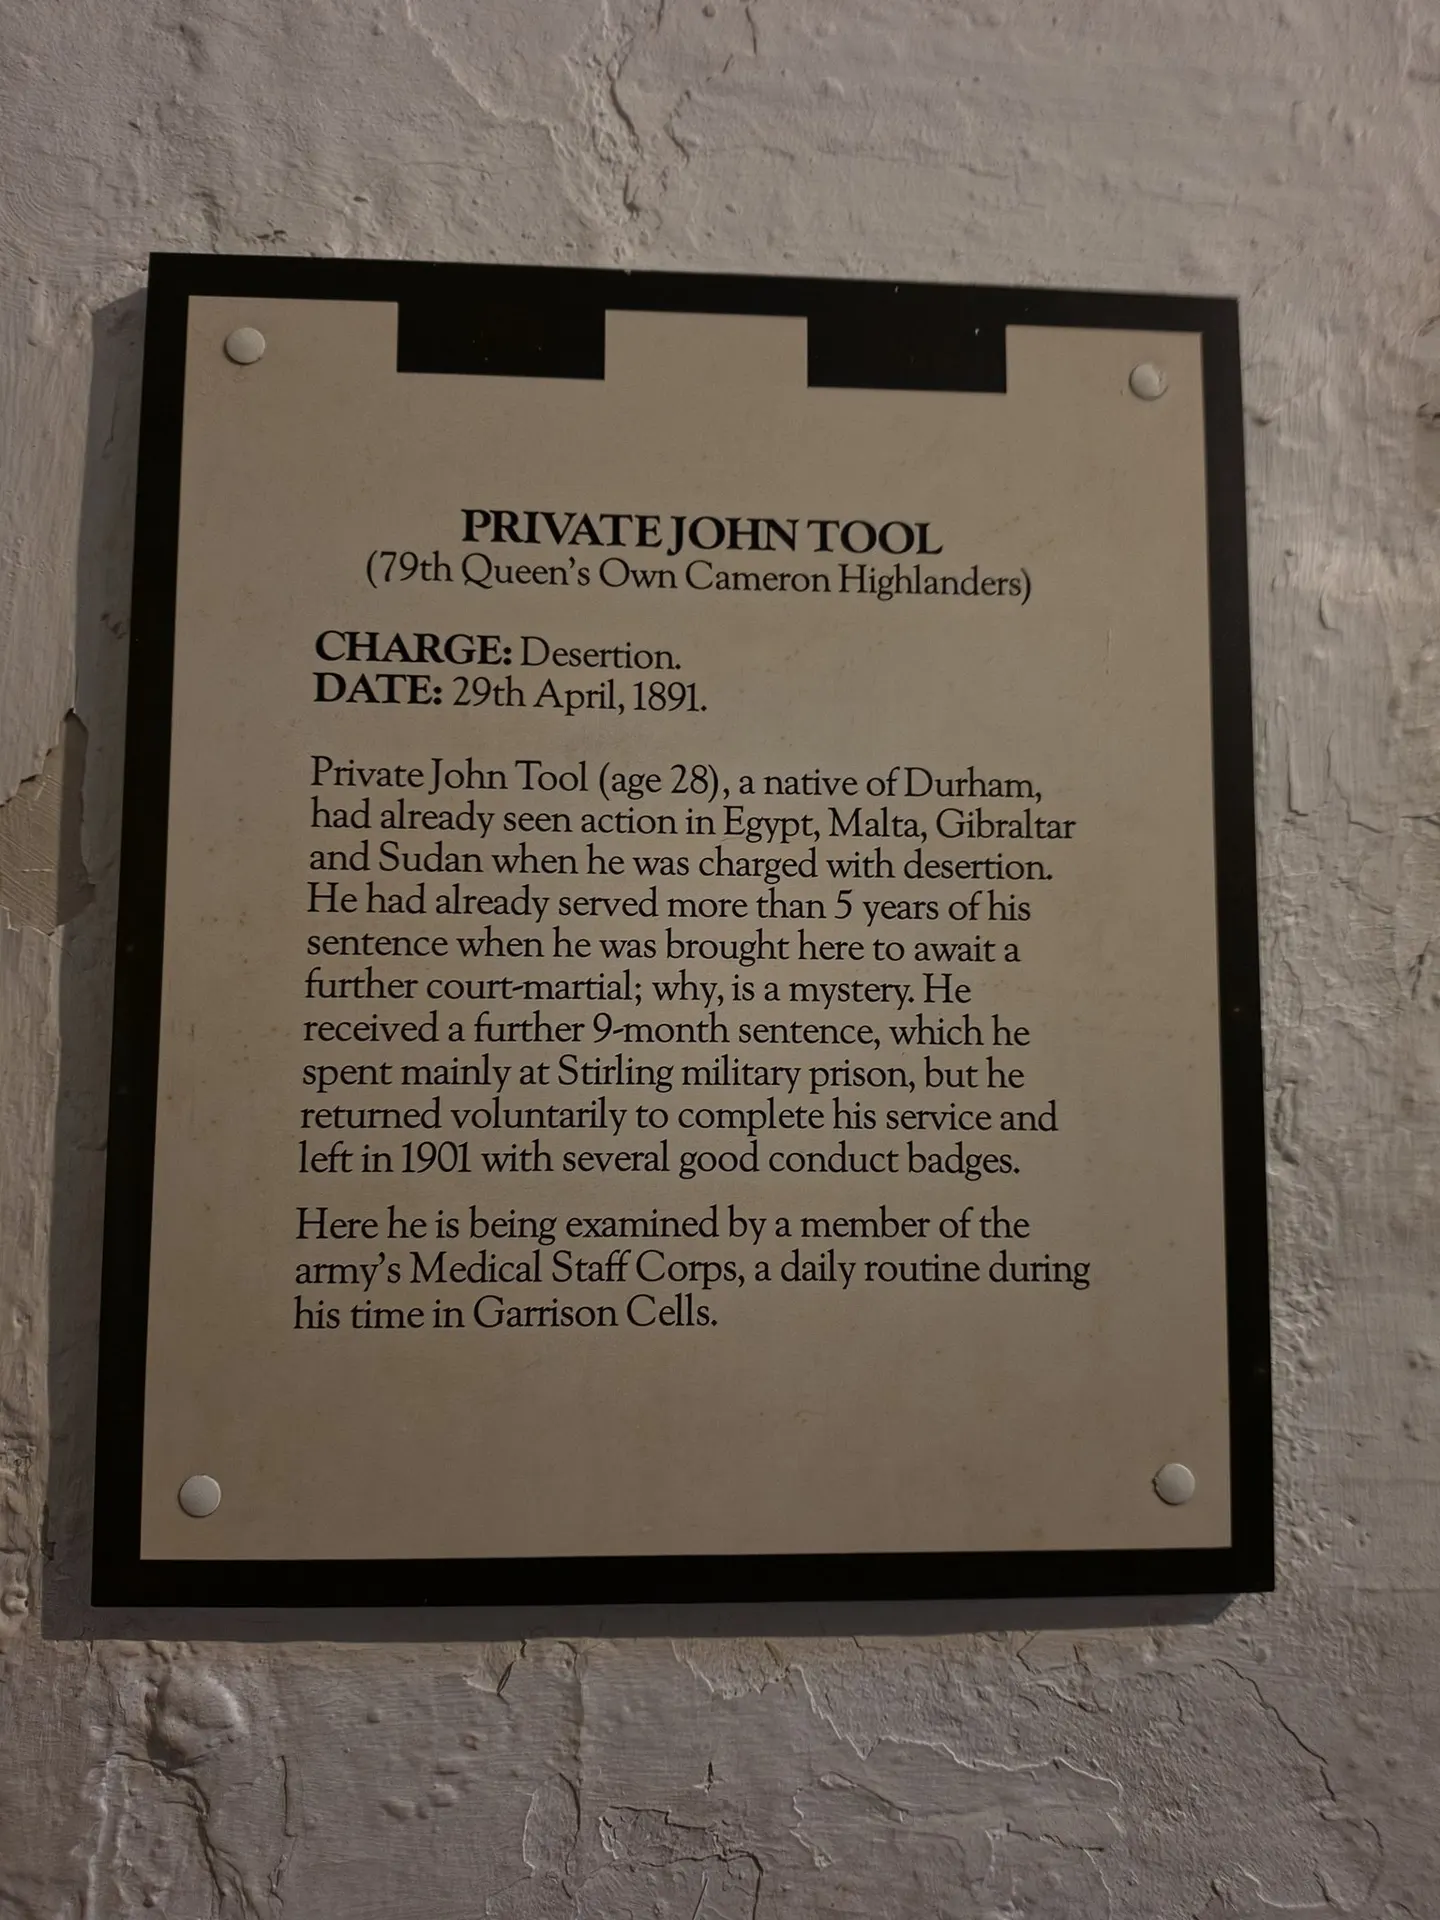 PRIVATE JOHN TOOL
(79th Queen's Own Cameron Highlanders)
CHARGE: Desertion.
DATE: 29th April, 1891.
Private John Tool (age 28), a native of Durham,
had already seen action in Egypt, Malta, Gibraltar
and Sudan when he was charged with desertion.
He had already served more than 5 years of his
sentence when he was brought here to await a
further court-martial; why, is a mystery. He
received a further 9-month sentence, which he
spent mainly at Stirling military prison, but he
returned voluntarily to complete his service and
left in 1901 with several good conduct badges.
Here he is being examined by a member of the
army's Medical Staff Corps, a daily routine during
his time in Garrison Cells.